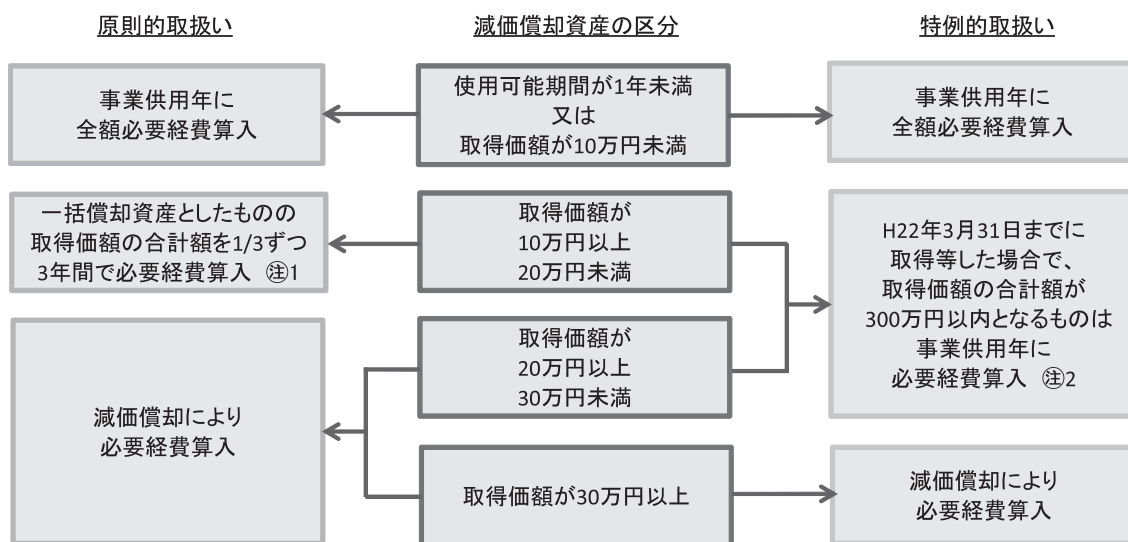 原則的取扱い
減価償却資産の区分
特例的取扱い
事業供用年に
全額必要経費算入
使用可能期間が1年未満
又は
取得価額が10万円未満
事業供用年に
全額必要経費算入
一括償却資産としたものの
取得価額の合計額を1/3ずつ
3年間で必要経費算入 ㊟1
取得価額が
10万円以上
20万円未満
H22年3月31日までに
取得等した場合で、
取得価額の合計額が
300万円以内となるものは
事業供用年に
必要経費算入 ㊟2
取得価額が
20万円以上
30万円未満
減価償却により
必要経費算入
取得価額が30万円以上
減価償却により
必要経費算入